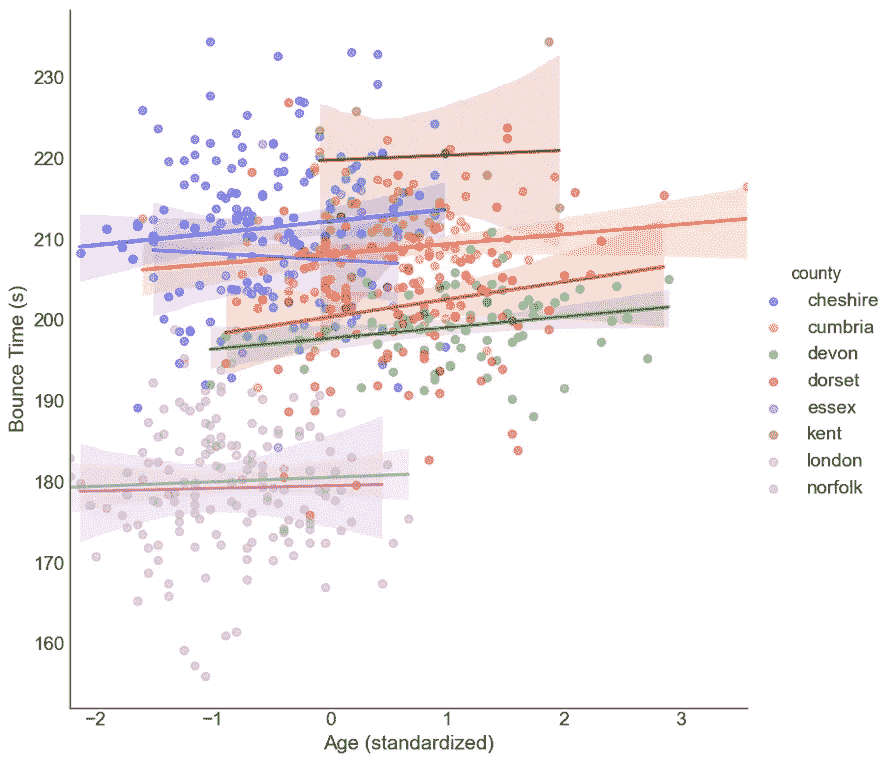 230
220
210
200
190
180
170
160
Bounce Time (s)
−2 −1 0 1 2 3
Age (standardized)
county
cheshire
cumbria
devon
dorset
essex
kent
london
norfolk